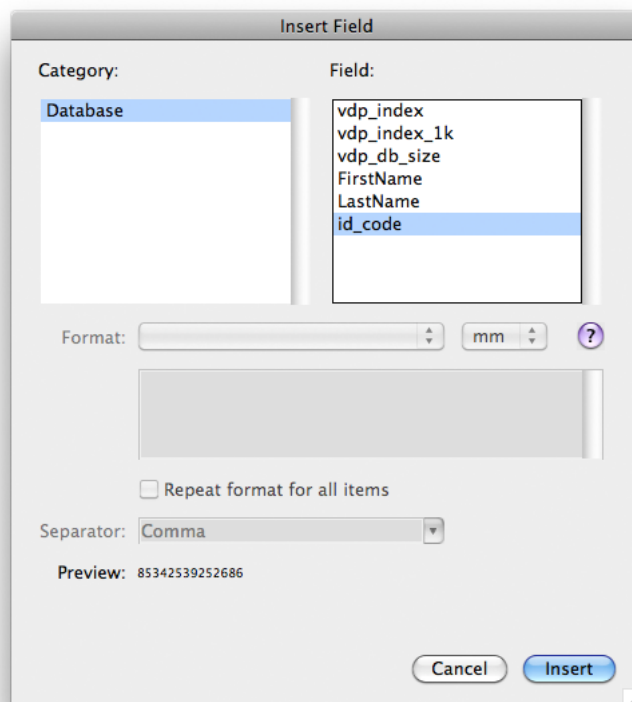 Insert Field
Category:
Field:
Database
vdp_index
vdp_index_1k
vdp_db_size
FirstName
LastName
id_code
Format:
mm
?
Repeat format for all items
Separator:
Comma
Preview:
85342539252686
Cancel
Insert